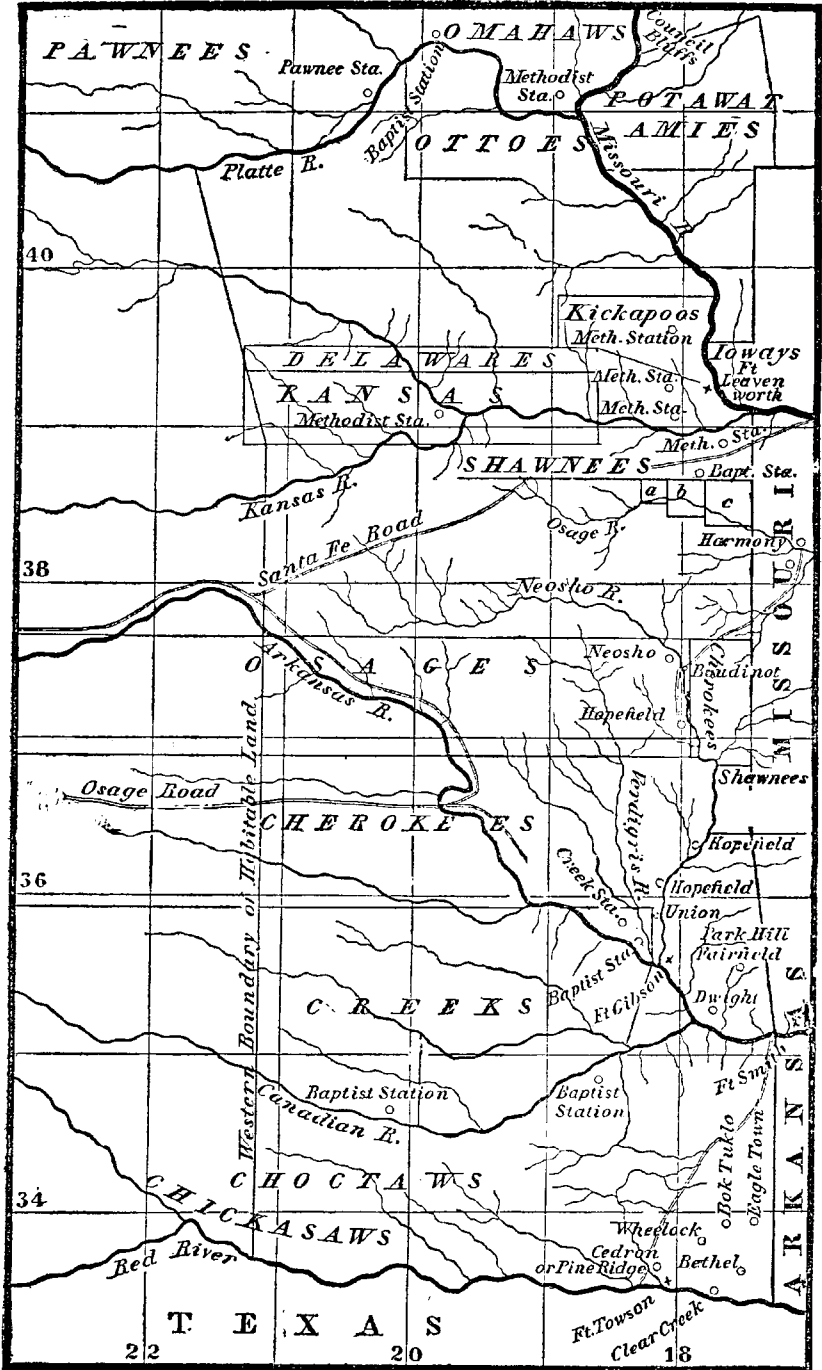 PAWNEES
OMAHAWS
Council
Bluffs
Pawnee Sta.
Baptist Station
Methodist
Sta.
POTAWAT
AMIES
OTTOES
Missouri R.
Platte R.
40
Kickapoos
Meth. Station
Ioways
Ft
Leaven
worth
DELAWARES
Meth. Sta.
KANSAS
Meth. Sta.
Methodist Sta.
Meth. Sta.
SHAWNEES
Bapt. Sta.
Kansas R.
a b c
Osage R.
Santa Fe Road
Harmony
38
Neosho R.
MISSOURI
OSAGES
Neosho
Boudinot
Cherokees
Arkansas R.
Hopefield
Western Boundary of Habitable Land
Shawnees
Osage Road
Verdigris R.
CHEROKEES
Hopefield
36
Creek Sta.
Hopefield
Union
Park Hill
Fairfield
Baptist Sta.
Ft Gibson
Dwight
CREEKS
Ft Smith
Baptist Station
Baptist
Station
Canadian R.
ARKANSAS
CHOCTAWS
Bok Tuklo
Eagle Town
34
CHICKASAWS
Wheelock
Red River
Cedron
or Pine Ridge
Bethel
Ft. Towson
Clear Creek
TEXAS
22 20 18